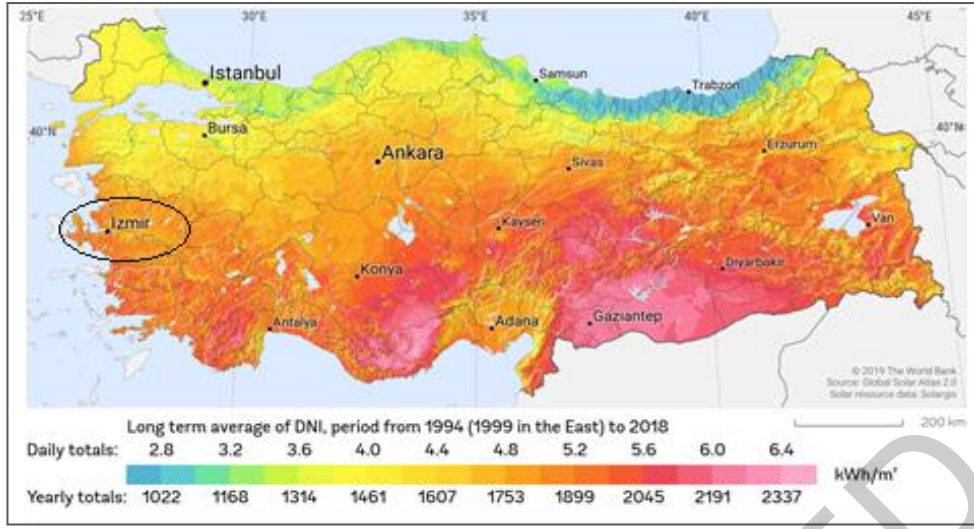 25°E 30°E 35°E 40°E 45°E
Istanbul
Samsun
Trabzon
40°N
Bursa
40°N
Ankara
Erzurum
Sivas
Izmir
Kayseri
Van
Konya
Diyarbakir
Antalya
Adana
Gaziantep
© 2019 The World Bank
Source: Global Solar Atlas 2.0
Solar resource data: Solargis
Long term average of DNI, period from 1994 (1999 in the East) to 2018
200 km
Daily totals: 2.8 3.2 3.6 4.0 4.4 4.8 5.2 5.6 6.0 6.4
kWh/m²
Yearly totals: 1022 1168 1314 1461 1607 1753 1899 2045 2191 2337